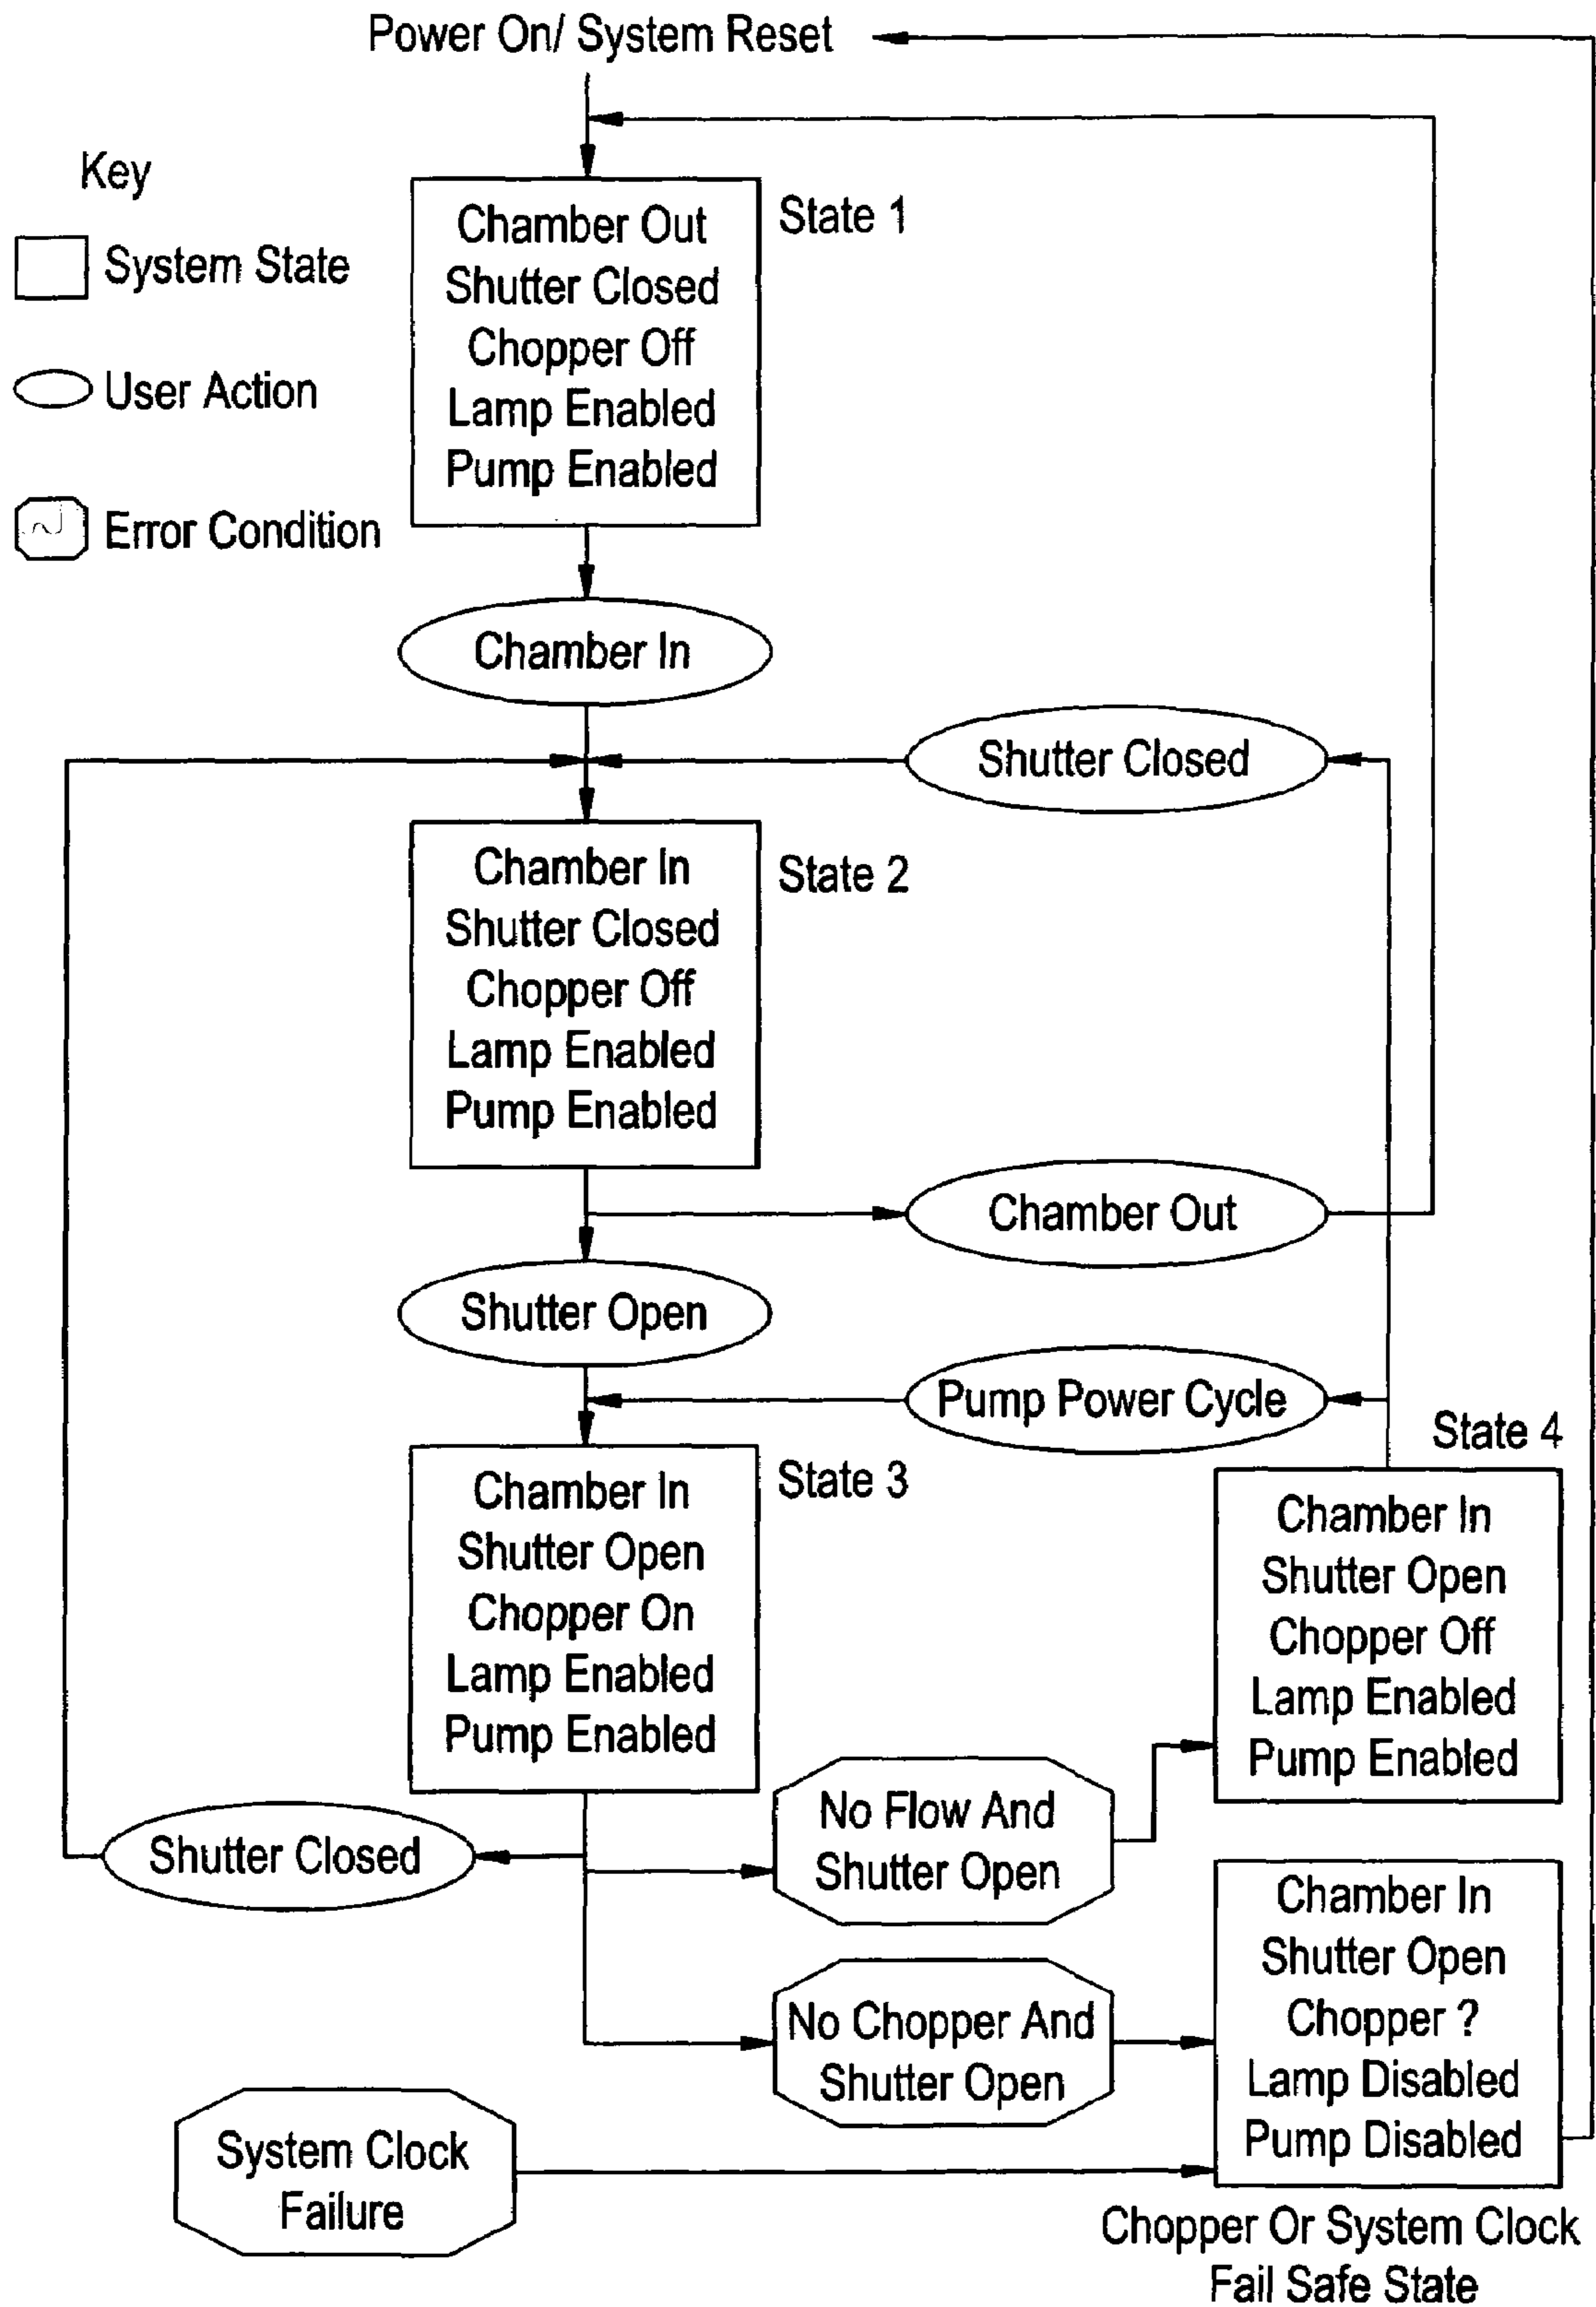 Power On/ System Reset
Key
System State
User Action
Error Condition
State 1
Chamber Out
Shutter Closed
Chopper Off
Lamp Enabled
Pump Enabled
Chamber In
Shutter Closed
State 2
Chamber In
Shutter Closed
Chopper Off
Lamp Enabled
Pump Enabled
Chamber Out
Shutter Open
Pump Power Cycle
State 3
Chamber In
Shutter Open
Chopper On
Lamp Enabled
Pump Enabled
State 4
Chamber In
Shutter Open
Chopper Off
Lamp Enabled
Pump Enabled
Shutter Closed
No Flow And
Shutter Open
No Chopper And
Shutter Open
Chamber In
Shutter Open
Chopper ?
Lamp Disabled
Pump Disabled
System Clock
Failure
Chopper Or System Clock
Fail Safe State